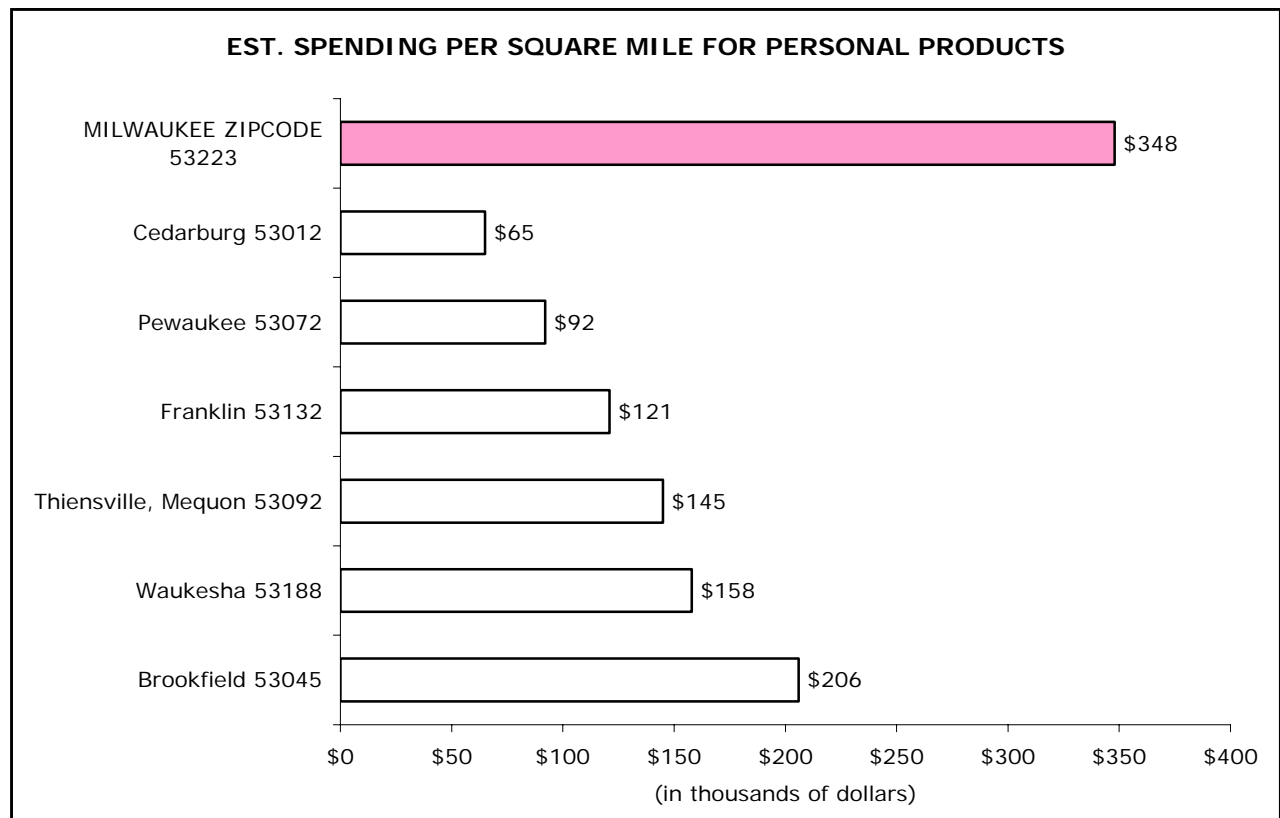 EST. SPENDING PER SQUARE MILE FOR PERSONAL PRODUCTS
MILWAUKEE ZIPCODE
53223
$348
Cedarburg 53012
$65
Pewaukee 53072
$92
Franklin 53132
$121
Thiensville, Mequon 53092
$145
Waukesha 53188
$158
Brookfield 53045
$206
$0 $50 $100 $150 $200 $250 $300 $350 $400
(in thousands of dollars)